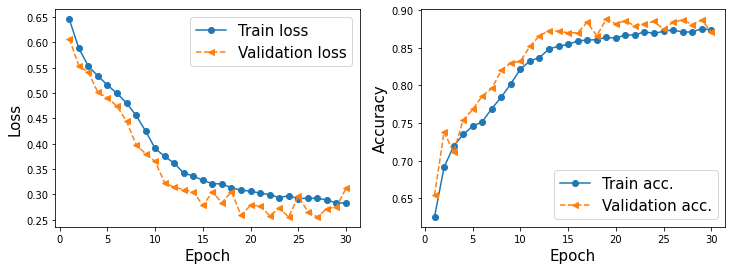 0.65
0.60
0.55
0.50
0.45
0.40
0.35
0.30
0.25
Loss
Train loss
Validation loss
0 5 10 15 20 25 30
Epoch
0.90
0.85
0.80
0.75
0.70
0.65
Accuracy
Train acc.
Validation acc.
0 5 10 15 20 25 30
Epoch